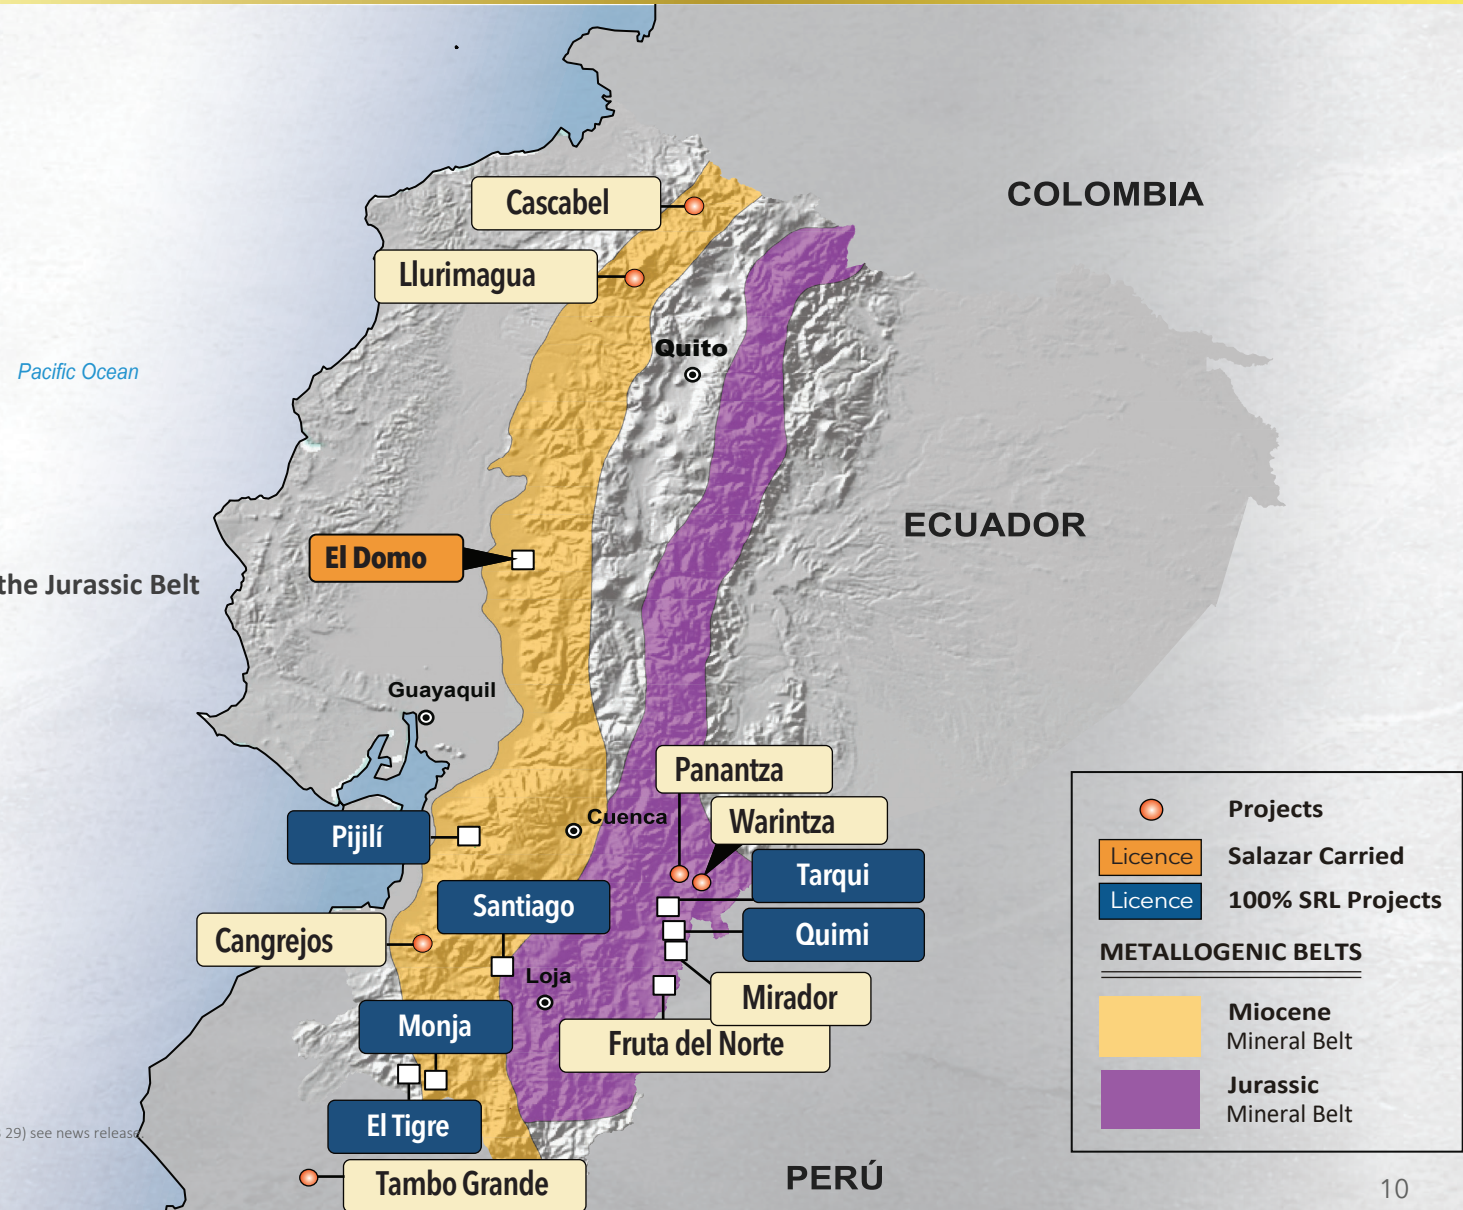 COLOMBIA
Cascabel
Llurimagua
Quito
Pacific Ocean
ECUADOR
El Domo
the Jurassic Belt
Guayaquil
Panantza
Warintza
Cuenca
Pijilí
Tarqui
Santiago
Quimi
Cangrejos
Loja
Mirador
Monja
Fruta del Norte
El Tigre
29) see news release.
Tambo Grande
PERÚ
Projects
Licence Salazar Carried
Licence 100% SRL Projects
METALLOGENIC BELTS
Miocene
Mineral Belt
Jurassic
Mineral Belt
10